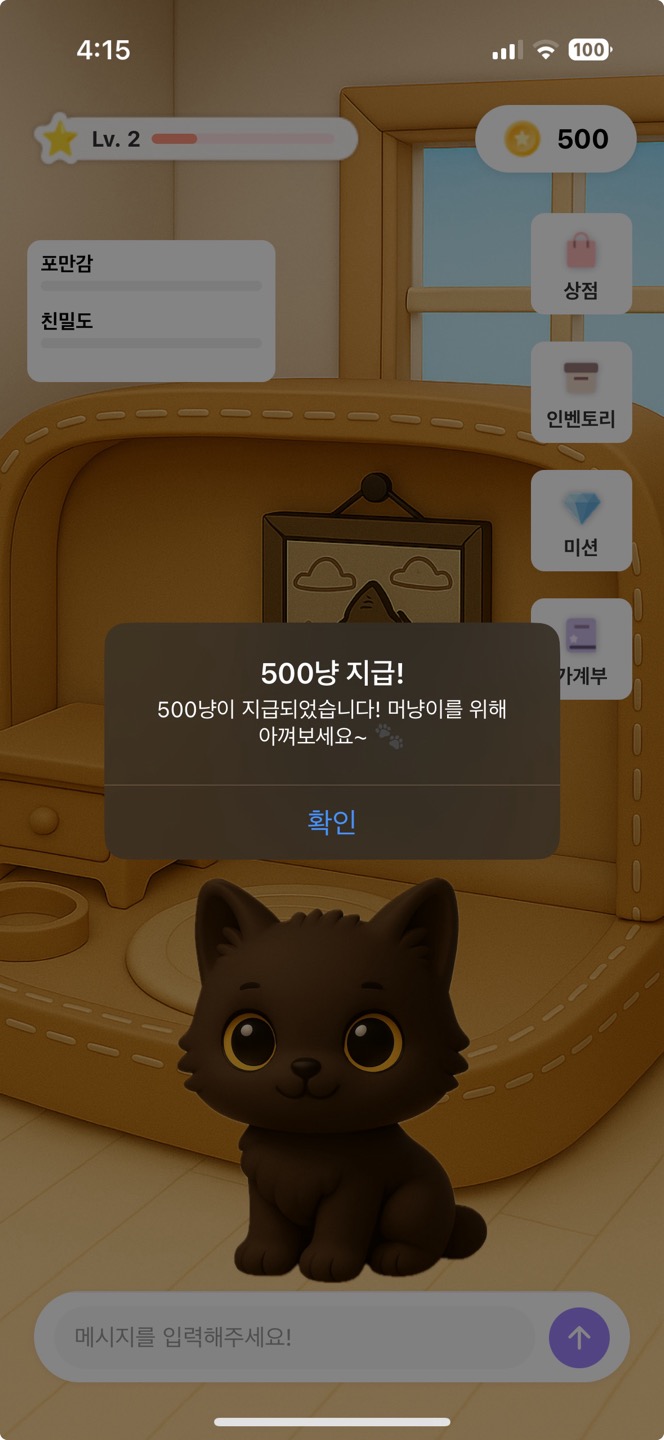 4:15
100
Lv. 2
500
포만감
상점
친밀도
인벤토리
미션
가계부
500냥 지급!
500냥이 지급되었습니다! 머냥이를 위해
아껴보세요~ 🐾
확인
메시지를 입력해주세요!